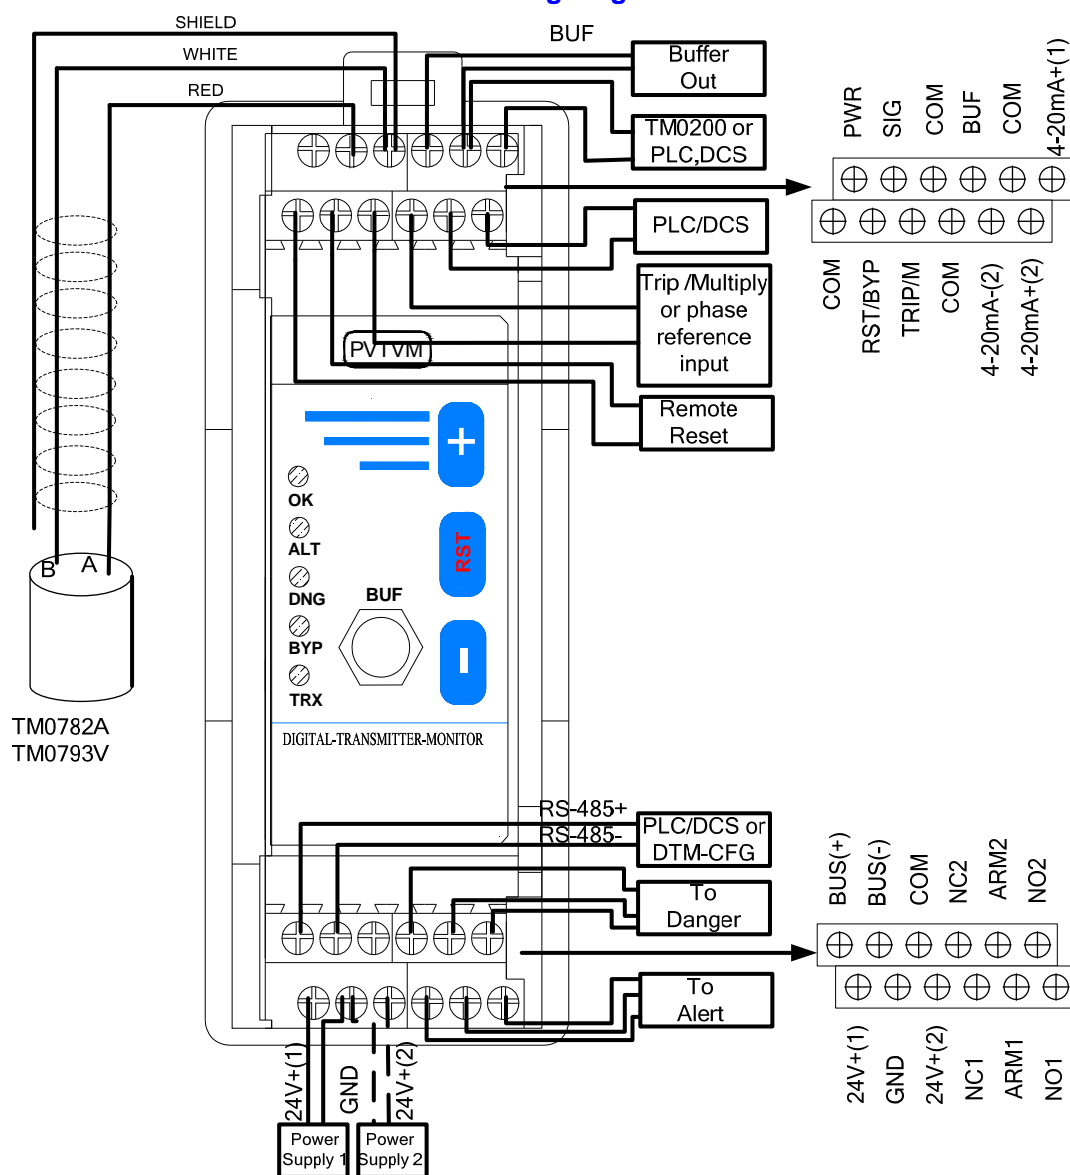 SHIELD
WHITE
RED
BUF
Buffer
Out
TM0200 or
PLC,DCS
PLC/DCS
Trip /Multiply
or phase
reference
input
Remote
Reset
PWR
SIG
COM
BUF
COM
4-20mA+(1)
COM
RST/BYP
TRIP/M
COM
4-20mA-(2)
4-20mA+(2)
PVTVM
+
OK
ALT
DNG
BYP
TRX
RST
BUF
-
DIGITAL-TRANSMITTER-MONITOR
B
A
TM0782A
TM0793V
RS-485+
RS-485-
PLC/DCS or
DTM-CFG
To
Danger
To
Alert
BUS(+)
BUS(-)
COM
NC2
ARM2
NO2
24V+(1)
GND
24V+(2)
NC1
ARM1
NO1
24V+(1)
GND
24V+(2)
Power
Supply 1
Power
Supply 2